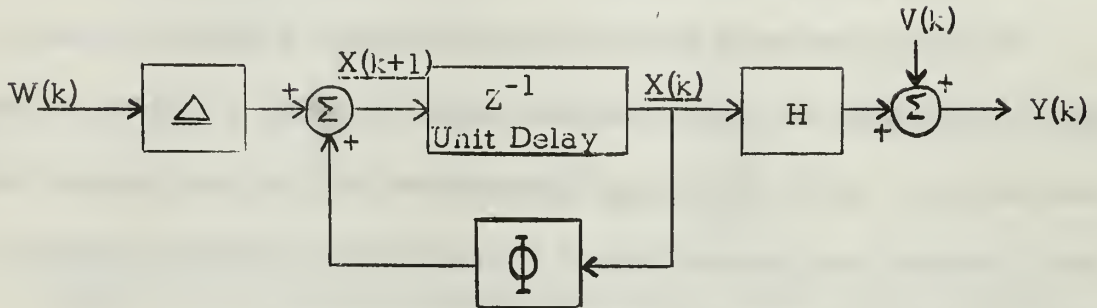 V(k)
W(k)
Δ
+
Σ
+
X(k+1)
Z^-1
Unit Delay
X(k)
H
+
Σ
+
Y(k)
Φ